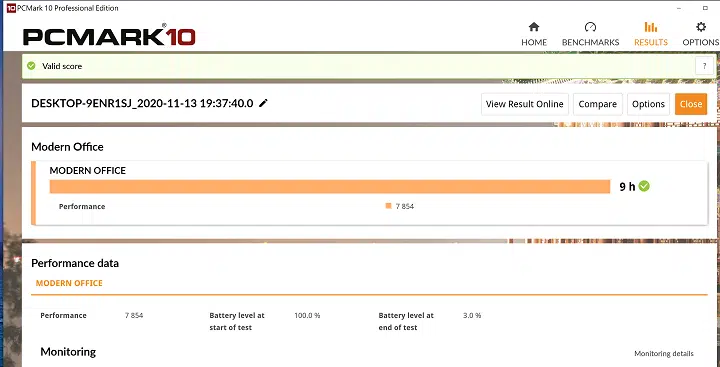 10 PCMark 10 Professional Edition
PCMARK®10
HOME BENCHMARKS RESULTS OPTIONS
Valid score ?
DESKTOP-9ENR1SJ_2020-11-13 19:37:40.0 View Result Online Compare Options Close
Modern Office
MODERN OFFICE
9 h
Performance 7 854
Performance data
MODERN OFFICE
Performance 7 854 Battery level at start of test 100.0 % Battery level at end of test 3.0 %
Monitoring Monitoring details